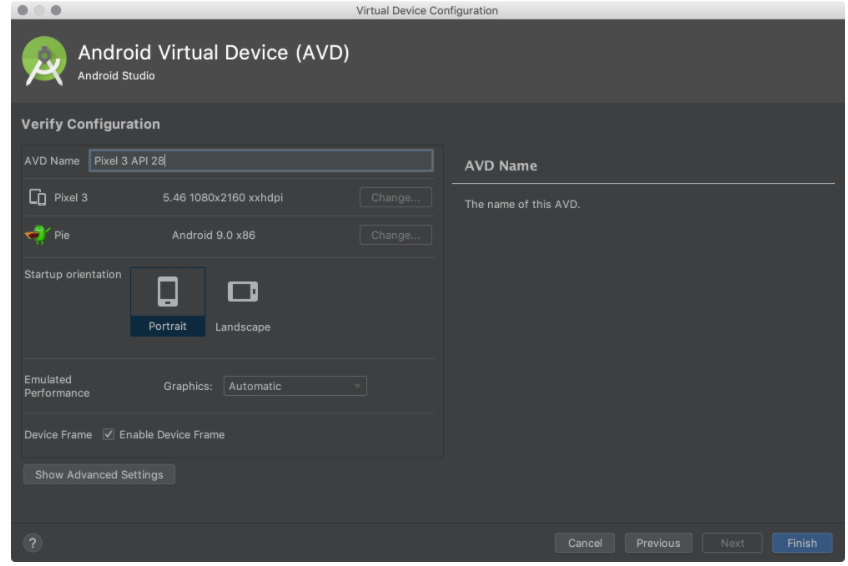 Virtual Device Configuration
Android Virtual Device (AVD)
Android Studio
Verify Configuration
AVD Name Pixel 3 API 28
Pixel 3 5.46 1080x2160 xxhdpi Change...
Pie Android 9.0 x86 Change...
Startup orientation
Portrait Landscape
Emulated
Performance Graphics: Automatic
Device Frame Enable Device Frame
Show Advanced Settings
AVD Name
The name of this AVD.
? Cancel Previous Next Finish